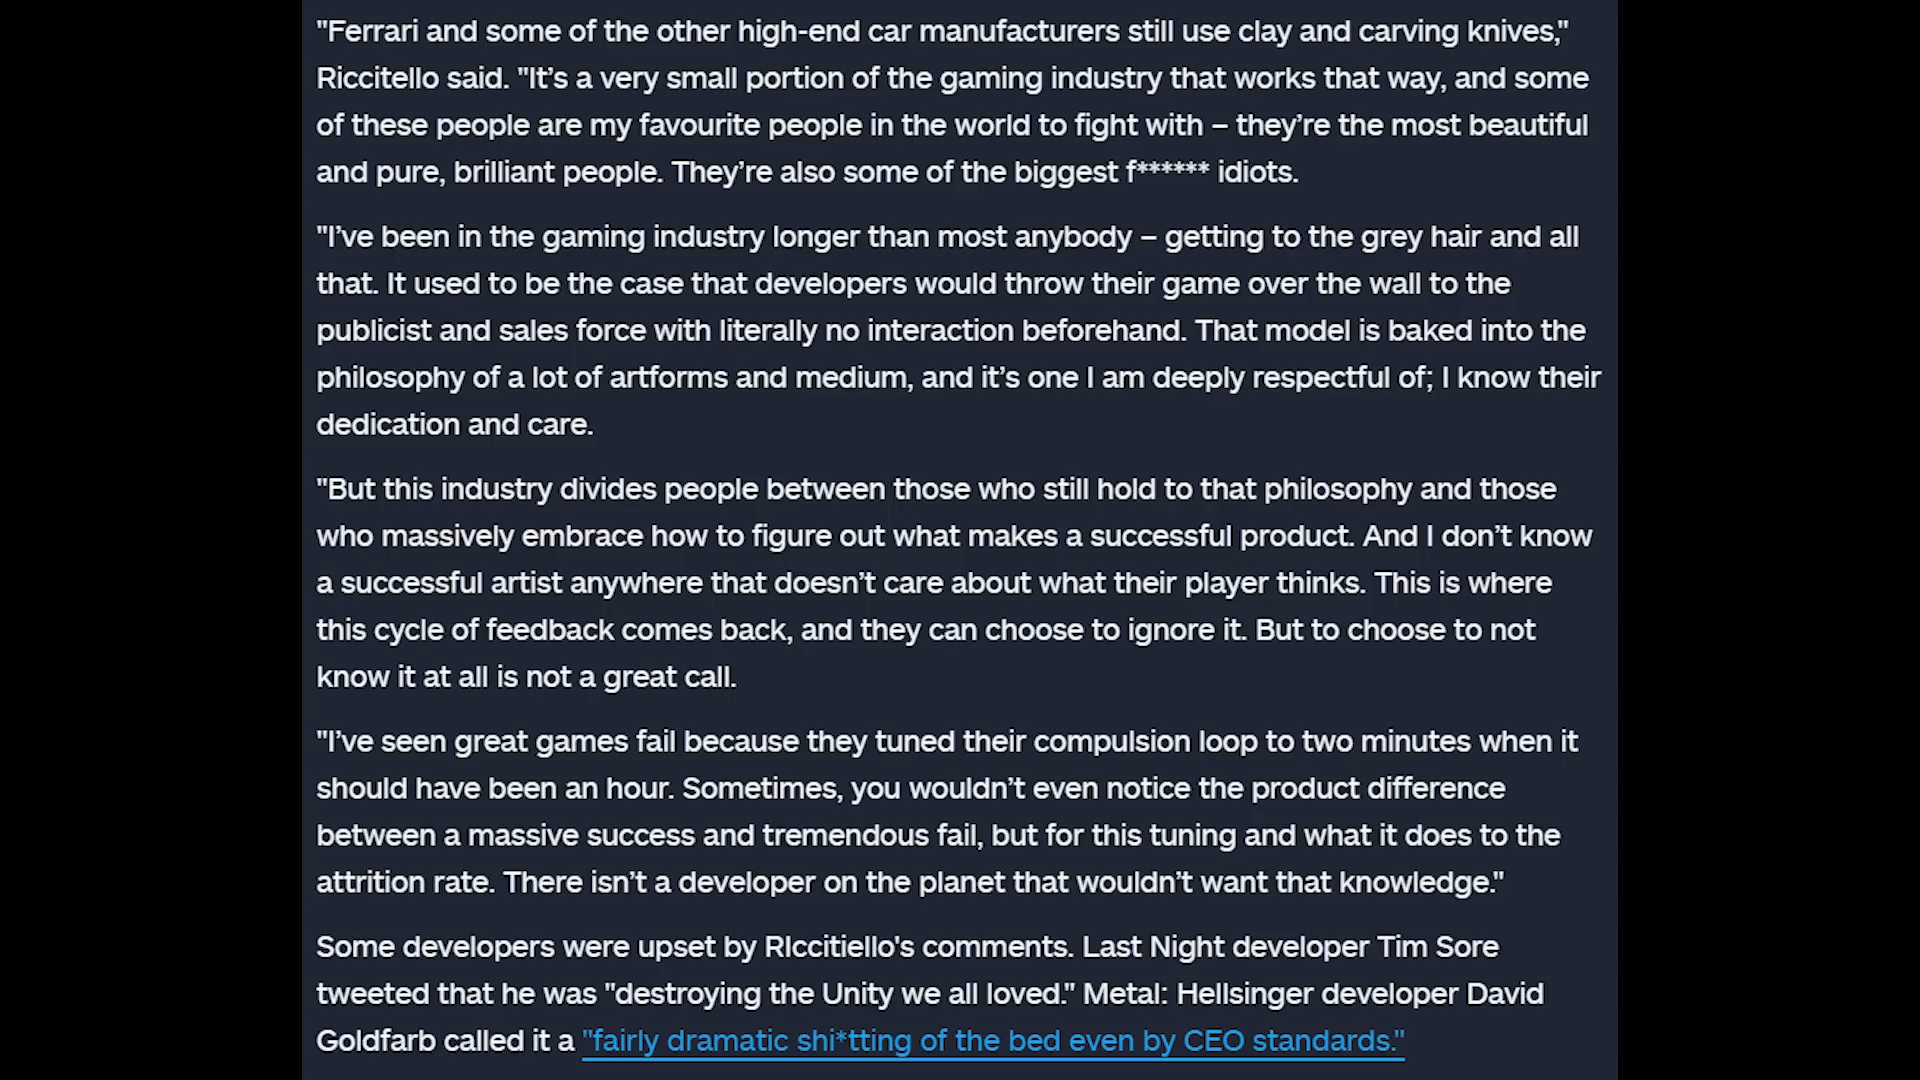 "Ferrari and some of the other high-end car manufacturers still use clay and carving knives,"
Riccitello said. "It’s a very small portion of the gaming industry that works that way, and some
of these people are my favourite people in the world to fight with – they’re the most beautiful
and pure, brilliant people. They’re also some of the biggest f****** idiots.
"I’ve been in the gaming industry longer than most anybody – getting to the grey hair and all
that. It used to be the case that developers would throw their game over the wall to the
publicist and sales force with literally no interaction beforehand. That model is baked into the
philosophy of a lot of artforms and medium, and it’s one I am deeply respectful of; I know their
dedication and care.
"But this industry divides people between those who still hold to that philosophy and those
who massively embrace how to figure out what makes a successful product. And I don’t know
a successful artist anywhere that doesn’t care about what their player thinks. This is where
this cycle of feedback comes back, and they can choose to ignore it. But to choose to not
know it at all is not a great call.
"I’ve seen great games fail because they tuned their compulsion loop to two minutes when it
should have been an hour. Sometimes, you wouldn’t even notice the product difference
between a massive success and tremendous fail, but for this tuning and what it does to the
attrition rate. There isn’t a developer on the planet that wouldn’t want that knowledge."
Some developers were upset by RIccitiello's comments. Last Night developer Tim Sore
tweeted that he was "destroying the Unity we all loved." Metal: Hellsinger developer David
Goldfarb called it a "fairly dramatic shi*tting of the bed even by CEO standards."